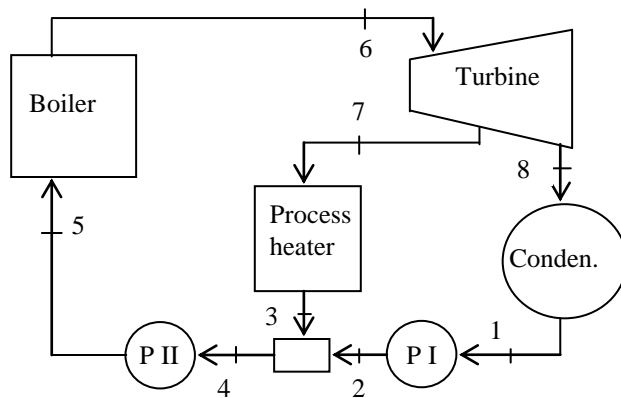 6
Boiler
Turbine
7
8
5
Process
heater
Conden.
3
1
P II
P I
4
2